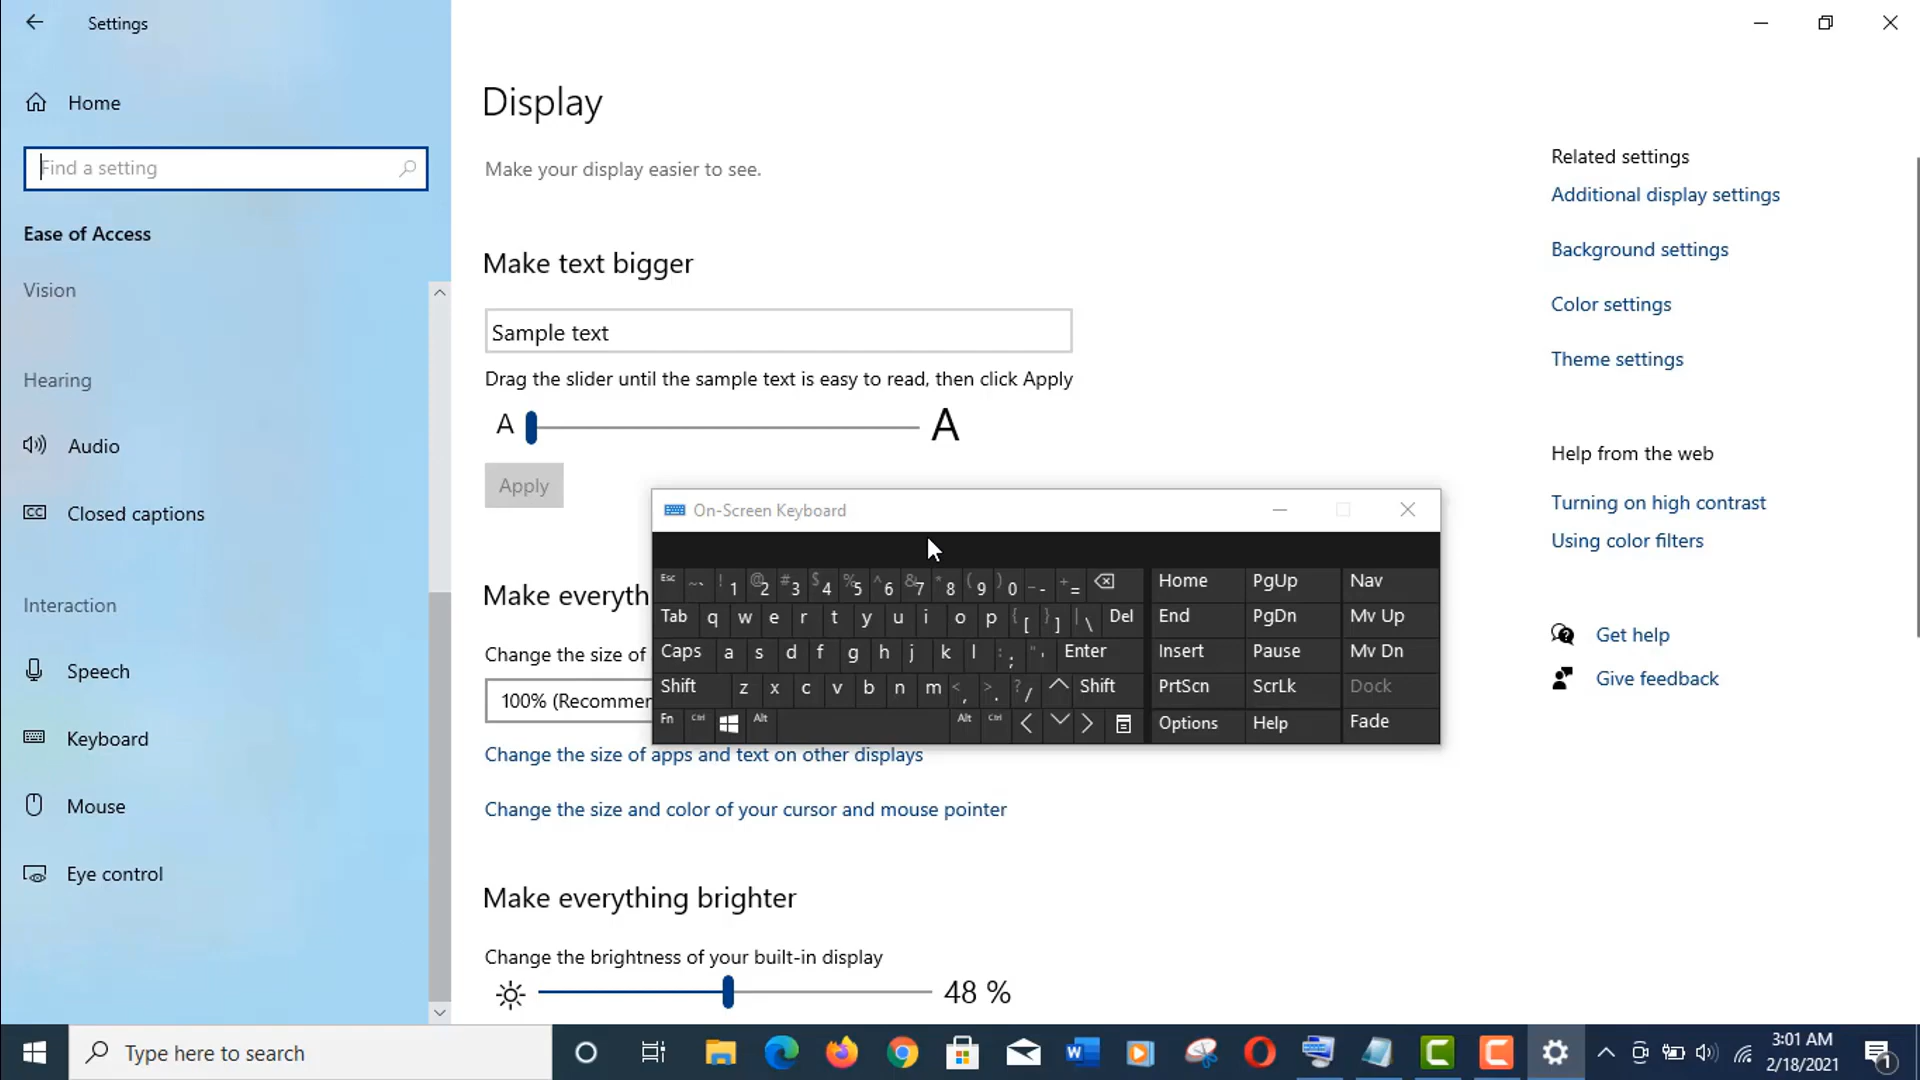 Settings
Home
Find a setting
Ease of Access
Vision
Hearing
Audio
Closed captions
Interaction
Speech
Keyboard
Mouse
Eye control
Display
Make your display easier to see.
Make text bigger
Sample text
Drag the slider until the sample text is easy to read, then click Apply
A A
Apply
Make everyth
Change the size of
100% (Recommen
Change the size of apps and text on other displays
Change the size and color of your cursor and mouse pointer
Make everything brighter
Change the brightness of your built-in display
48 %
Related settings
Additional display settings
Background settings
Color settings
Theme settings
Help from the web
Turning on high contrast
Using color filters
Get help
Give feedback
On-Screen Keyboard
Esc ~ ` ! 1 @ 2 # 3 $ 4 % 5 ^ 6 & 7 * 8 ( 9 ) 0 _ - + = Home PgUp Nav
Tab q w e r t y u i o p { [ } ] | \ Del End PgDn Mv Up
Caps a s d f g h j k l : ; " ' Enter Insert Pause Mv Dn
Shift z x c v b n m < , > . ? / Shift PrtScn ScrLk Dock
Fn Ctrl Alt Alt Ctrl Options Help Fade
Type here to search
3:01 AM
2/18/2021
1